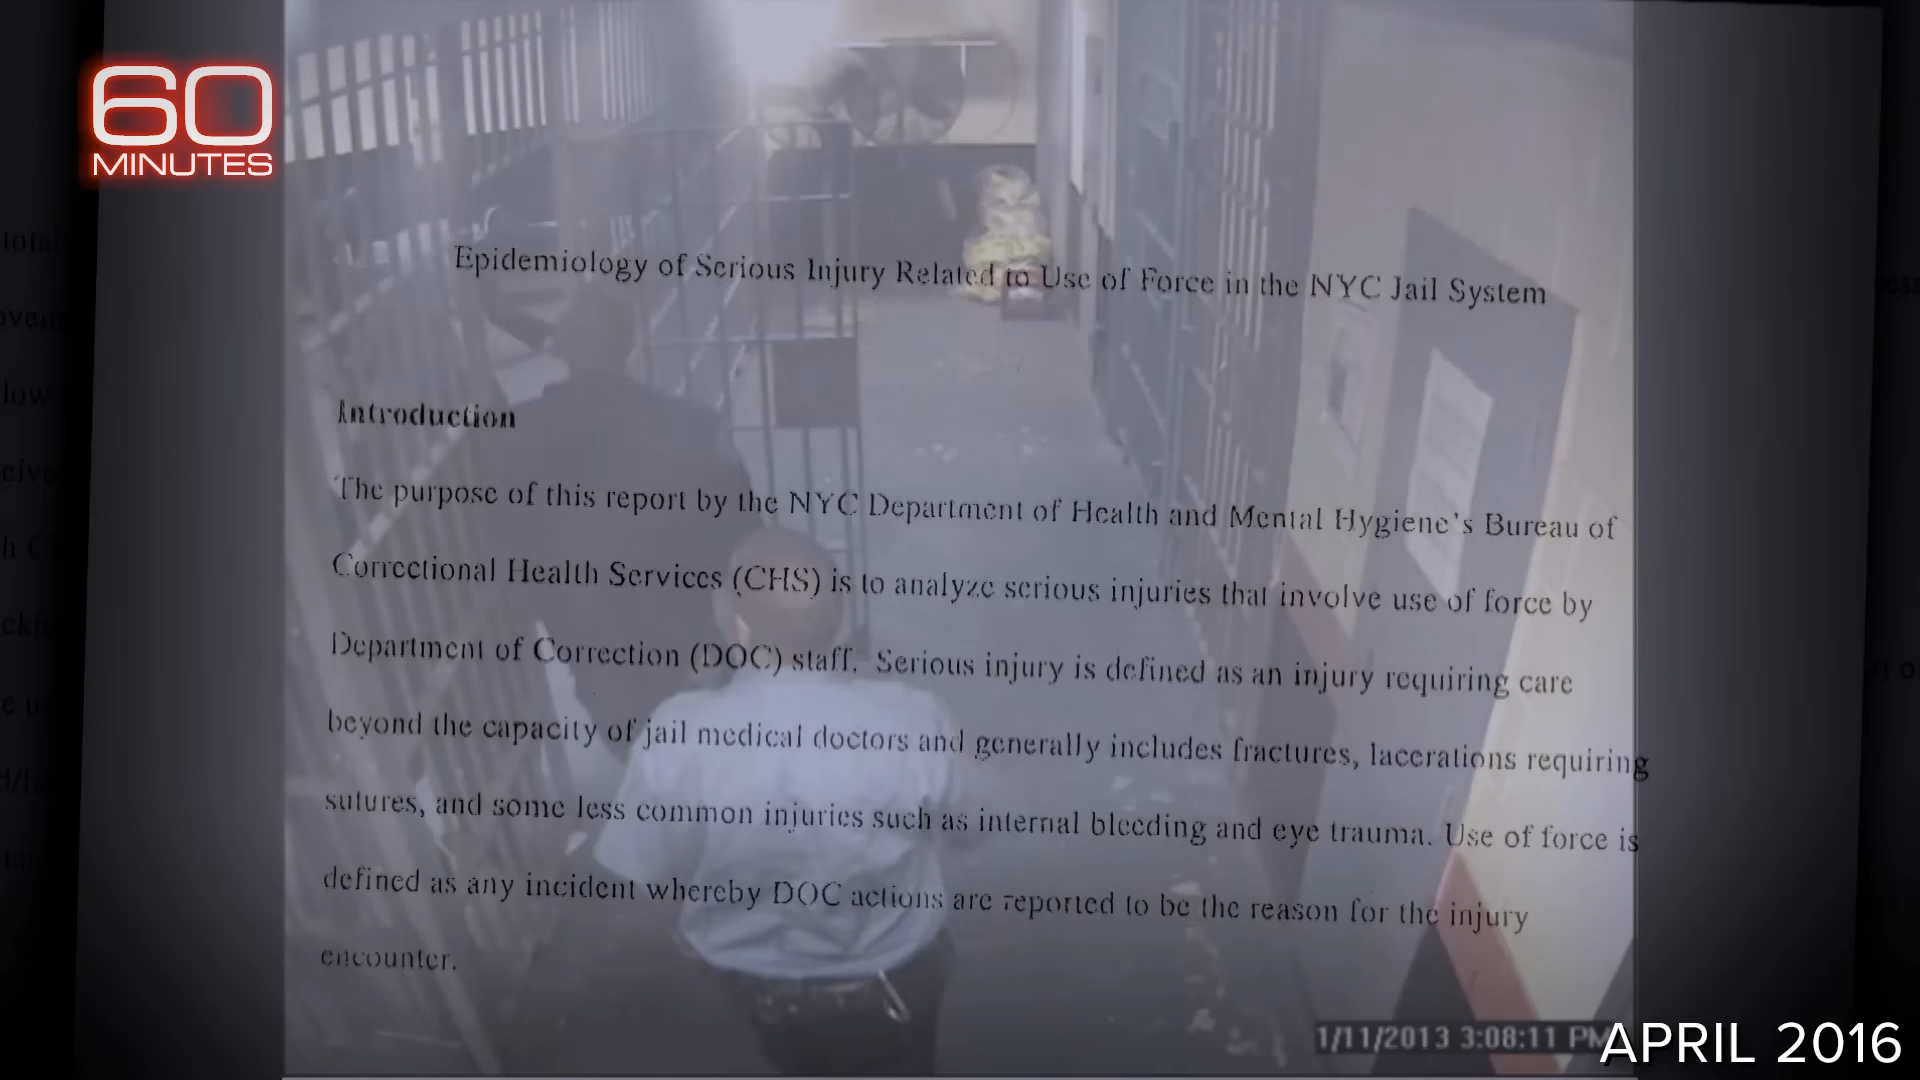 60
MINUTES
Epidemiology of Serious Injury Related to Use of Force in the NYC Jail System
Introduction
The purpose of this report by the NYC Department of Health and Mental Hygiene's Bureau of
Correctional Health Services (CHS) is to analyze serious injuries that involve use of force by
Department of Correction (DOC) staff. Serious injury is defined as an injury requiring care
beyond the capacity of jail medical doctors and generally includes fractures, lacerations requiring
sutures, and some less common injuries such as internal bleeding and eye trauma. Use of force is
defined as any incident whereby DOC actions are reported to be the reason for the injury
encounter.
1/11/2013 3:08:11 PM
APRIL 2016